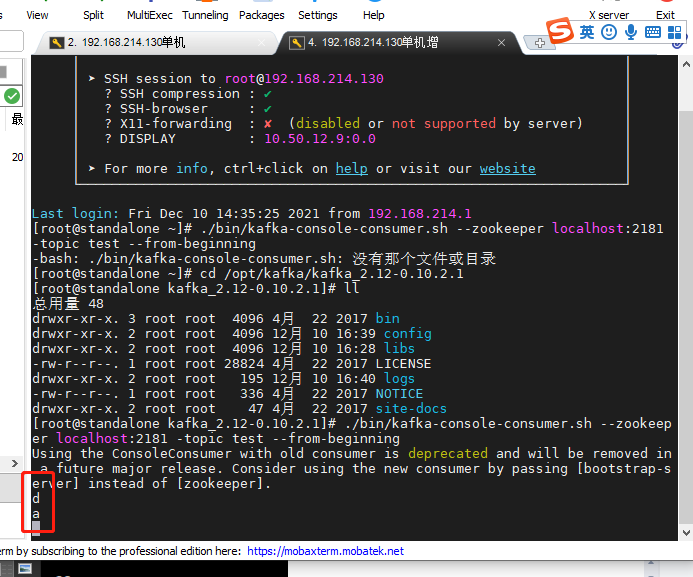 View Split MultiExec Tunneling Packages Settings Help X server Exit
2. 192.168.214.130单机
4. 192.168.214.130单机增
英
最
20
➤ SSH session to root@192.168.214.130
? SSH compression : ✔
? SSH-browser : ✔
? X11-forwarding : ✘ (disabled or not supported by server)
? DISPLAY : 10.50.12.9:0.0
➤ For more info, ctrl+click on help or visit our website
Last login: Fri Dec 10 14:35:25 2021 from 192.168.214.1
[root@standalone ~]# ./bin/kafka-console-consumer.sh --zookeeper localhost:2181
-topic test --from-beginning
-bash: ./bin/kafka-console-consumer.sh: 没有那个文件或目录
[root@standalone ~]# cd /opt/kafka/kafka_2.12-0.10.2.1
[root@standalone kafka_2.12-0.10.2.1]# ll
总用量 48
drwxr-xr-x. 3 root root 4096 4月 22 2017 bin
drwxr-xr-x. 2 root root 4096 12月 10 16:39 config
drwxr-xr-x. 2 root root 4096 12月 10 16:28 libs
-rw-r--r--. 1 root root 28824 4月 22 2017 LICENSE
drwxr-xr-x. 2 root root 195 12月 10 16:40 logs
-rw-r--r--. 1 root root 336 4月 22 2017 NOTICE
drwxr-xr-x. 2 root root 47 4月 22 2017 site-docs
[root@standalone kafka_2.12-0.10.2.1]# ./bin/kafka-console-consumer.sh --zookeep
er localhost:2181 -topic test --from-beginning
Using the ConsoleConsumer with old consumer is deprecated and will be removed in
a future major release. Consider using the new consumer by passing [bootstrap-s
erver] instead of [zookeeper].
d
a
erm by subscribing to the professional edition here: https://mobaxterm.mobatek.net